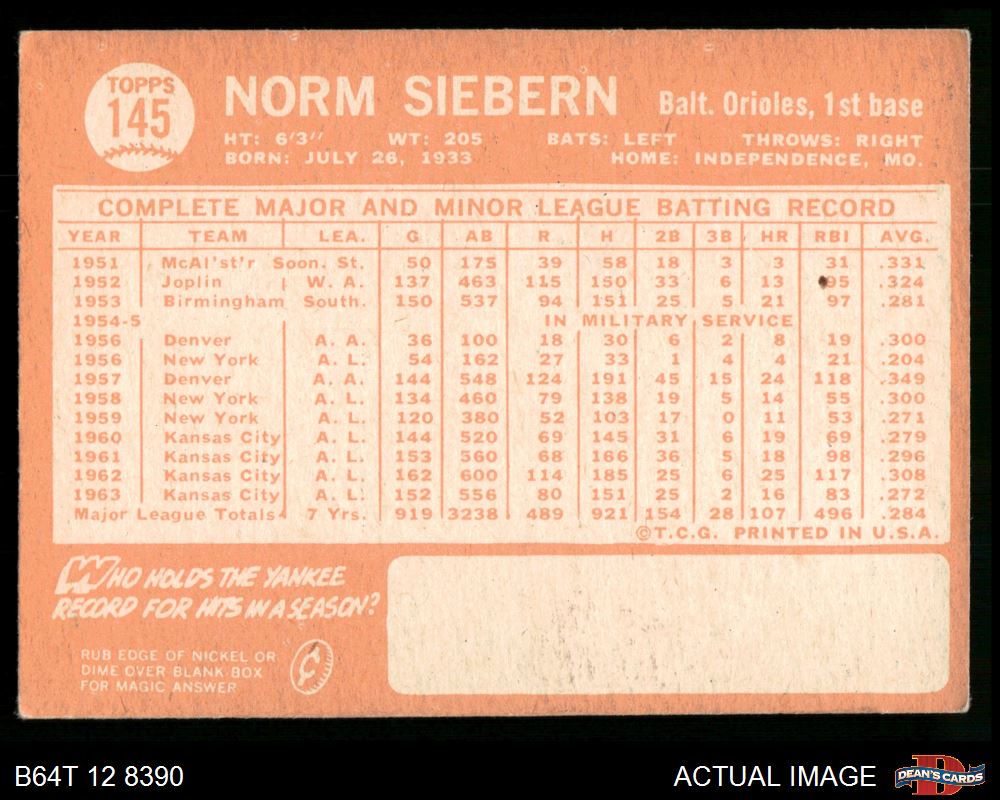 TOPPS
145
NORM SIEBERN Balt. Orioles, 1st base
HT: 6'3" WT: 205 BATS: LEFT THROWS: RIGHT
BORN: JULY 26, 1933 HOME: INDEPENDENCE, MO.
COMPLETE MAJOR AND MINOR LEAGUE BATTING RECORD
YEAR TEAM LEA. G AB R H 2B 3B HR RBI AVG.
1951 McAl'st'r Soon. St. 50 175 39 58 18 3 3 31 .331
1952 Joplin W. A. 137 463 115 150 33 6 13 95 .324
1953 Birmingham South. 150 537 94 151 25 5 21 97 .281
1954-5 IN MILITARY SERVICE
1956 Denver A. A. 36 100 18 30 6 2 8 19 .300
1956 New York A. L. 54 162 27 33 1 4 4 21 .204
1957 Denver A. A. 144 548 124 191 45 15 24 118 .349
1958 New York A. L. 134 460 79 138 19 5 14 55 .300
1959 New York A. L. 120 380 52 103 17 0 11 53 .271
1960 Kansas City A. L. 144 520 69 145 31 6 19 69 .279
1961 Kansas City A. L. 153 560 68 166 36 5 18 98 .296
1962 Kansas City A. L. 162 600 114 185 25 6 25 117 .308
1963 Kansas City A. L. 152 556 80 151 25 2 16 83 .272
Major League Totals 7 Yrs. 919 3238 489 921 154 28 107 496 .284
©T.C.G. PRINTED IN U.S.A.
WHO HOLDS THE YANKEE
RECORD FOR HITS IN A SEASON?
RUB EDGE OF NICKEL OR
DIME OVER BLANK BOX
FOR MAGIC ANSWER
B64T 12 8390 ACTUAL IMAGE DEAN'S CARDS